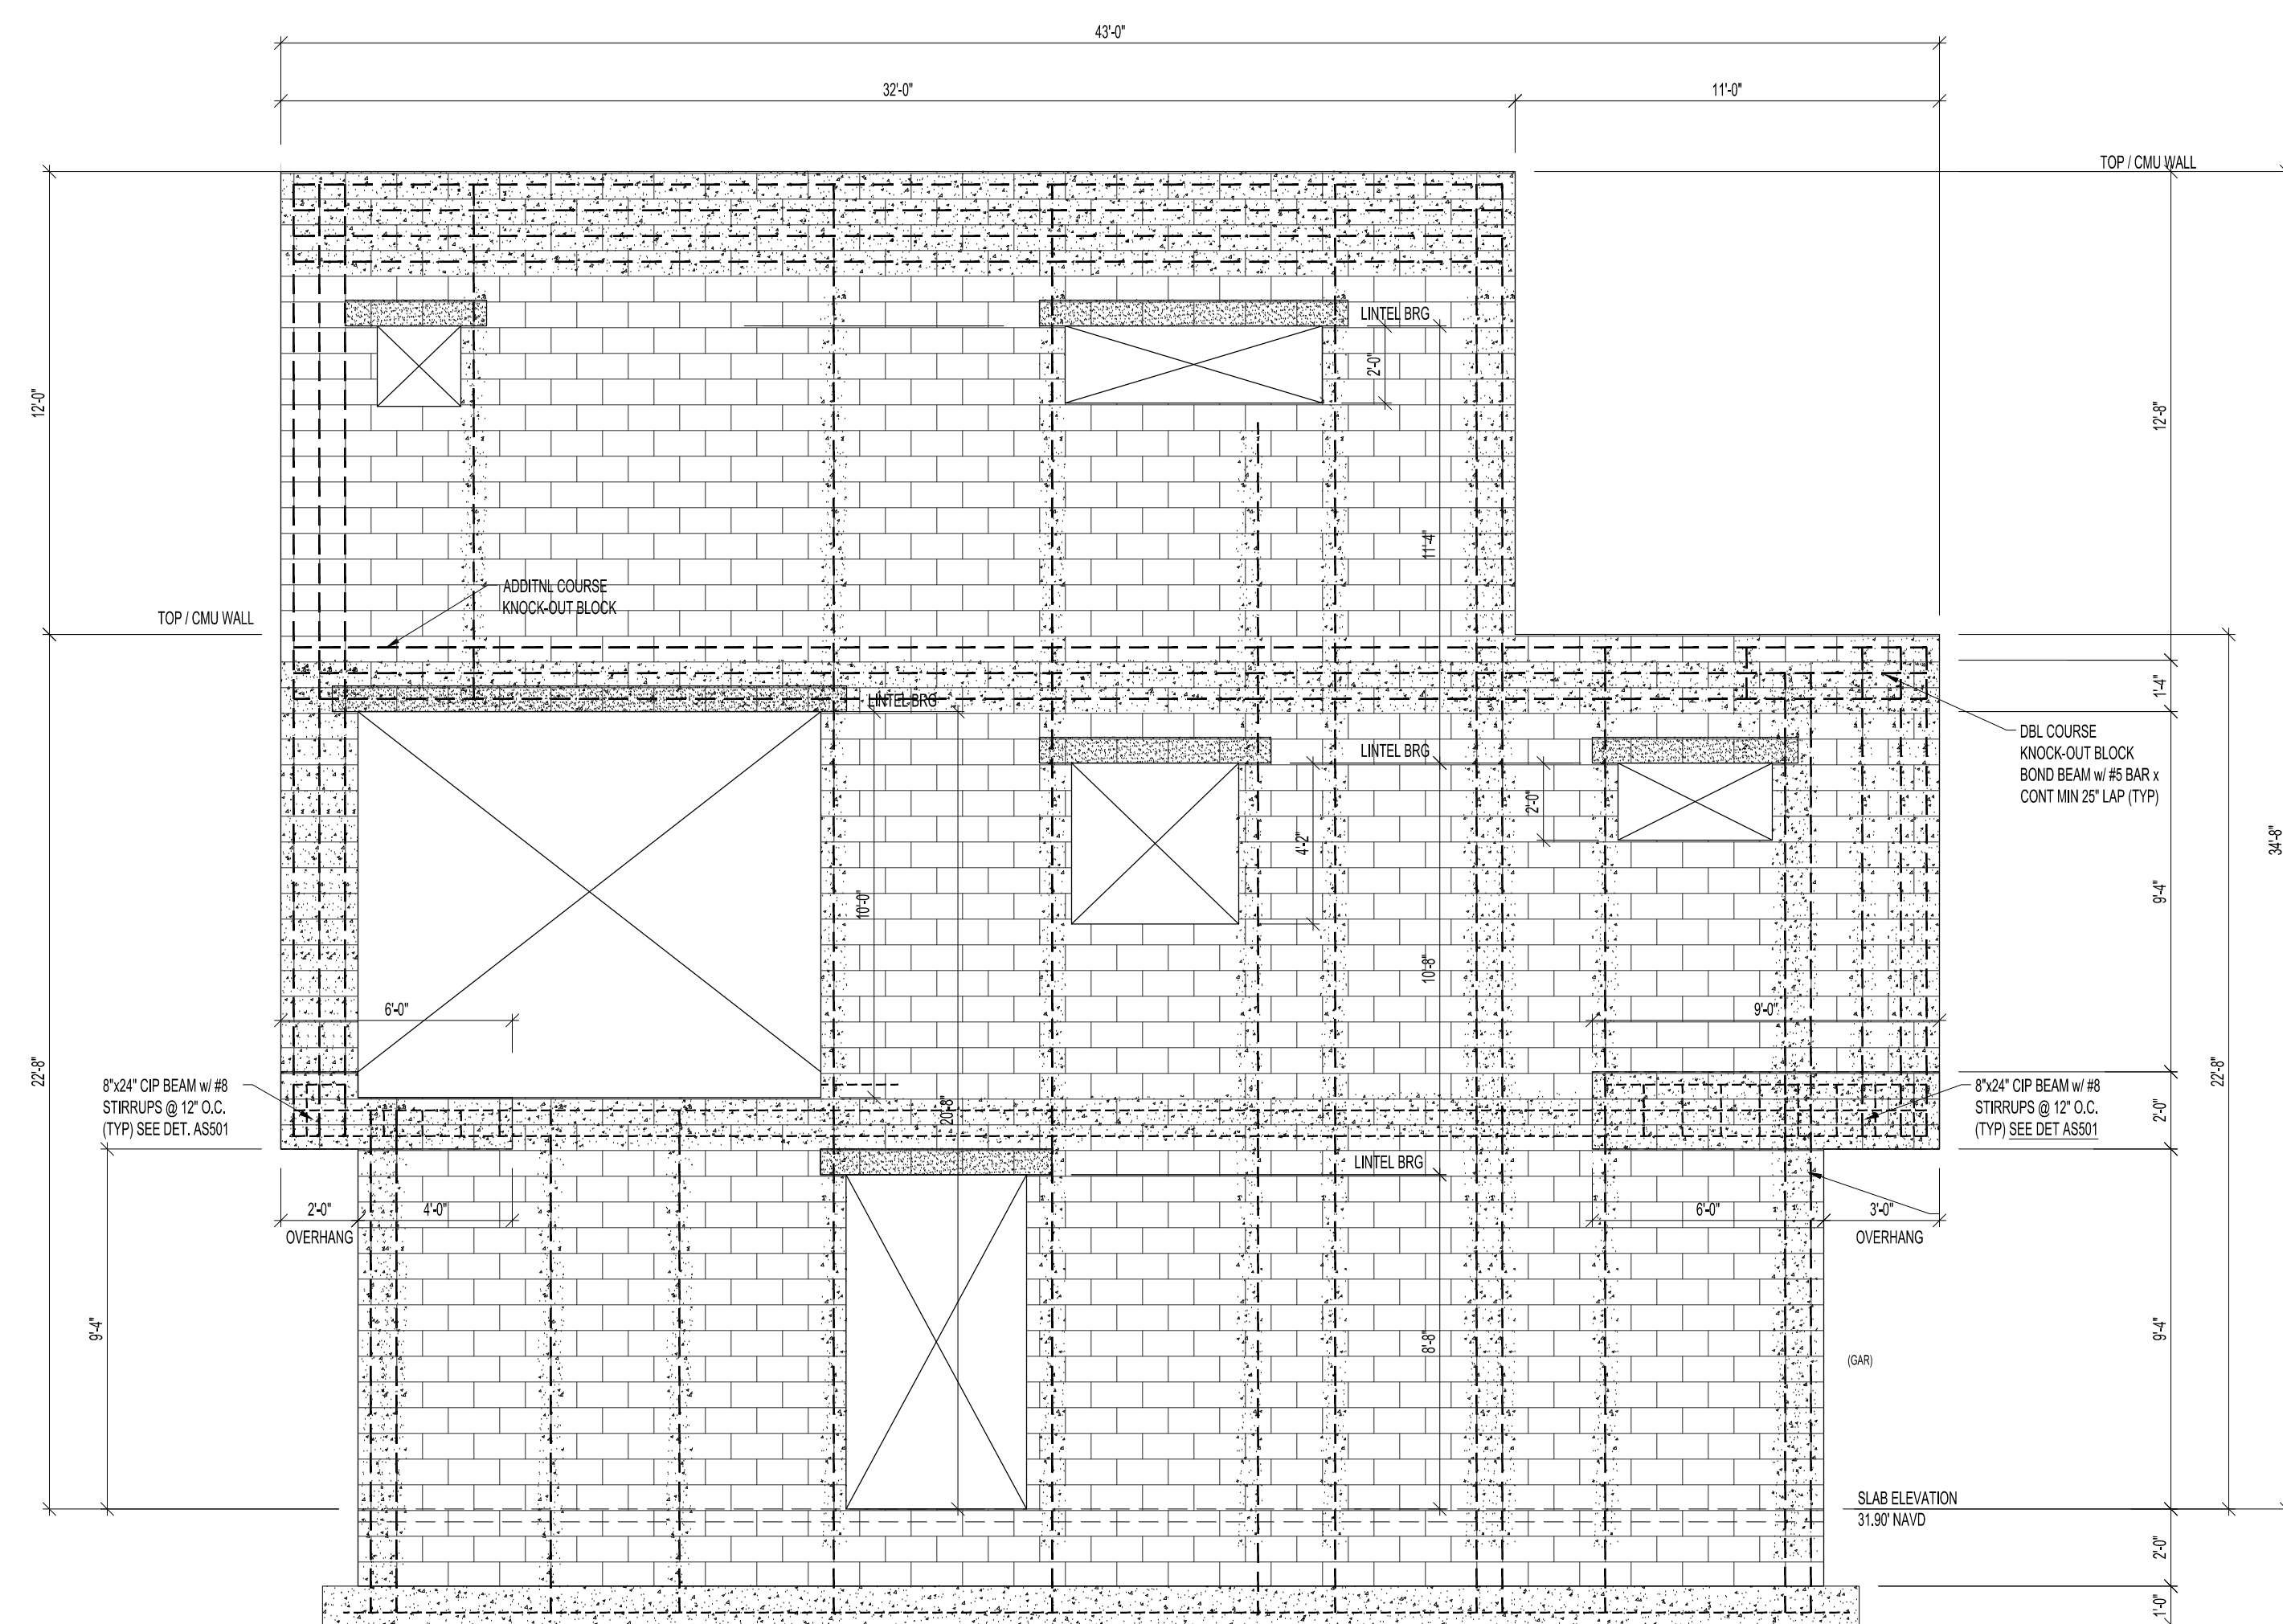 43'-0"
32'-0"
11'-0"
TOP / CMU WALL
LINTEL BRG
2'-0"
12'-0"
12'-8"
11'-4"
ADDITNL COURSE
KNOCK-OUT BLOCK
TOP / CMU WALL
1'-4"
LINTEL BRG
DBL COURSE
KNOCK-OUT BLOCK
BOND BEAM w/ #5 BAR x
CONT MIN 25" LAP (TYP)
LINTEL BRG
2'-0"
4'-2"
34'-8"
10'-0"
9'-4"
10'-8"
6'-0"
9'-0"
22'-8"
22'-8"
8"x24" CIP BEAM w/ #8
STIRRUPS @ 12" O.C.
(TYP) SEE DET. AS501
20'-8"
8"x24" CIP BEAM w/ #8
STIRRUPS @ 12" O.C.
(TYP) SEE DET AS501
2'-0"
LINTEL BRG
2'-0"
4'-0"
6'-0"
3'-0"
OVERHANG
OVERHANG
9'-4"
8'-8"
9'-4"
(GAR)
SLAB ELEVATION
31.90' NAVD
2'-0"
1'-0"